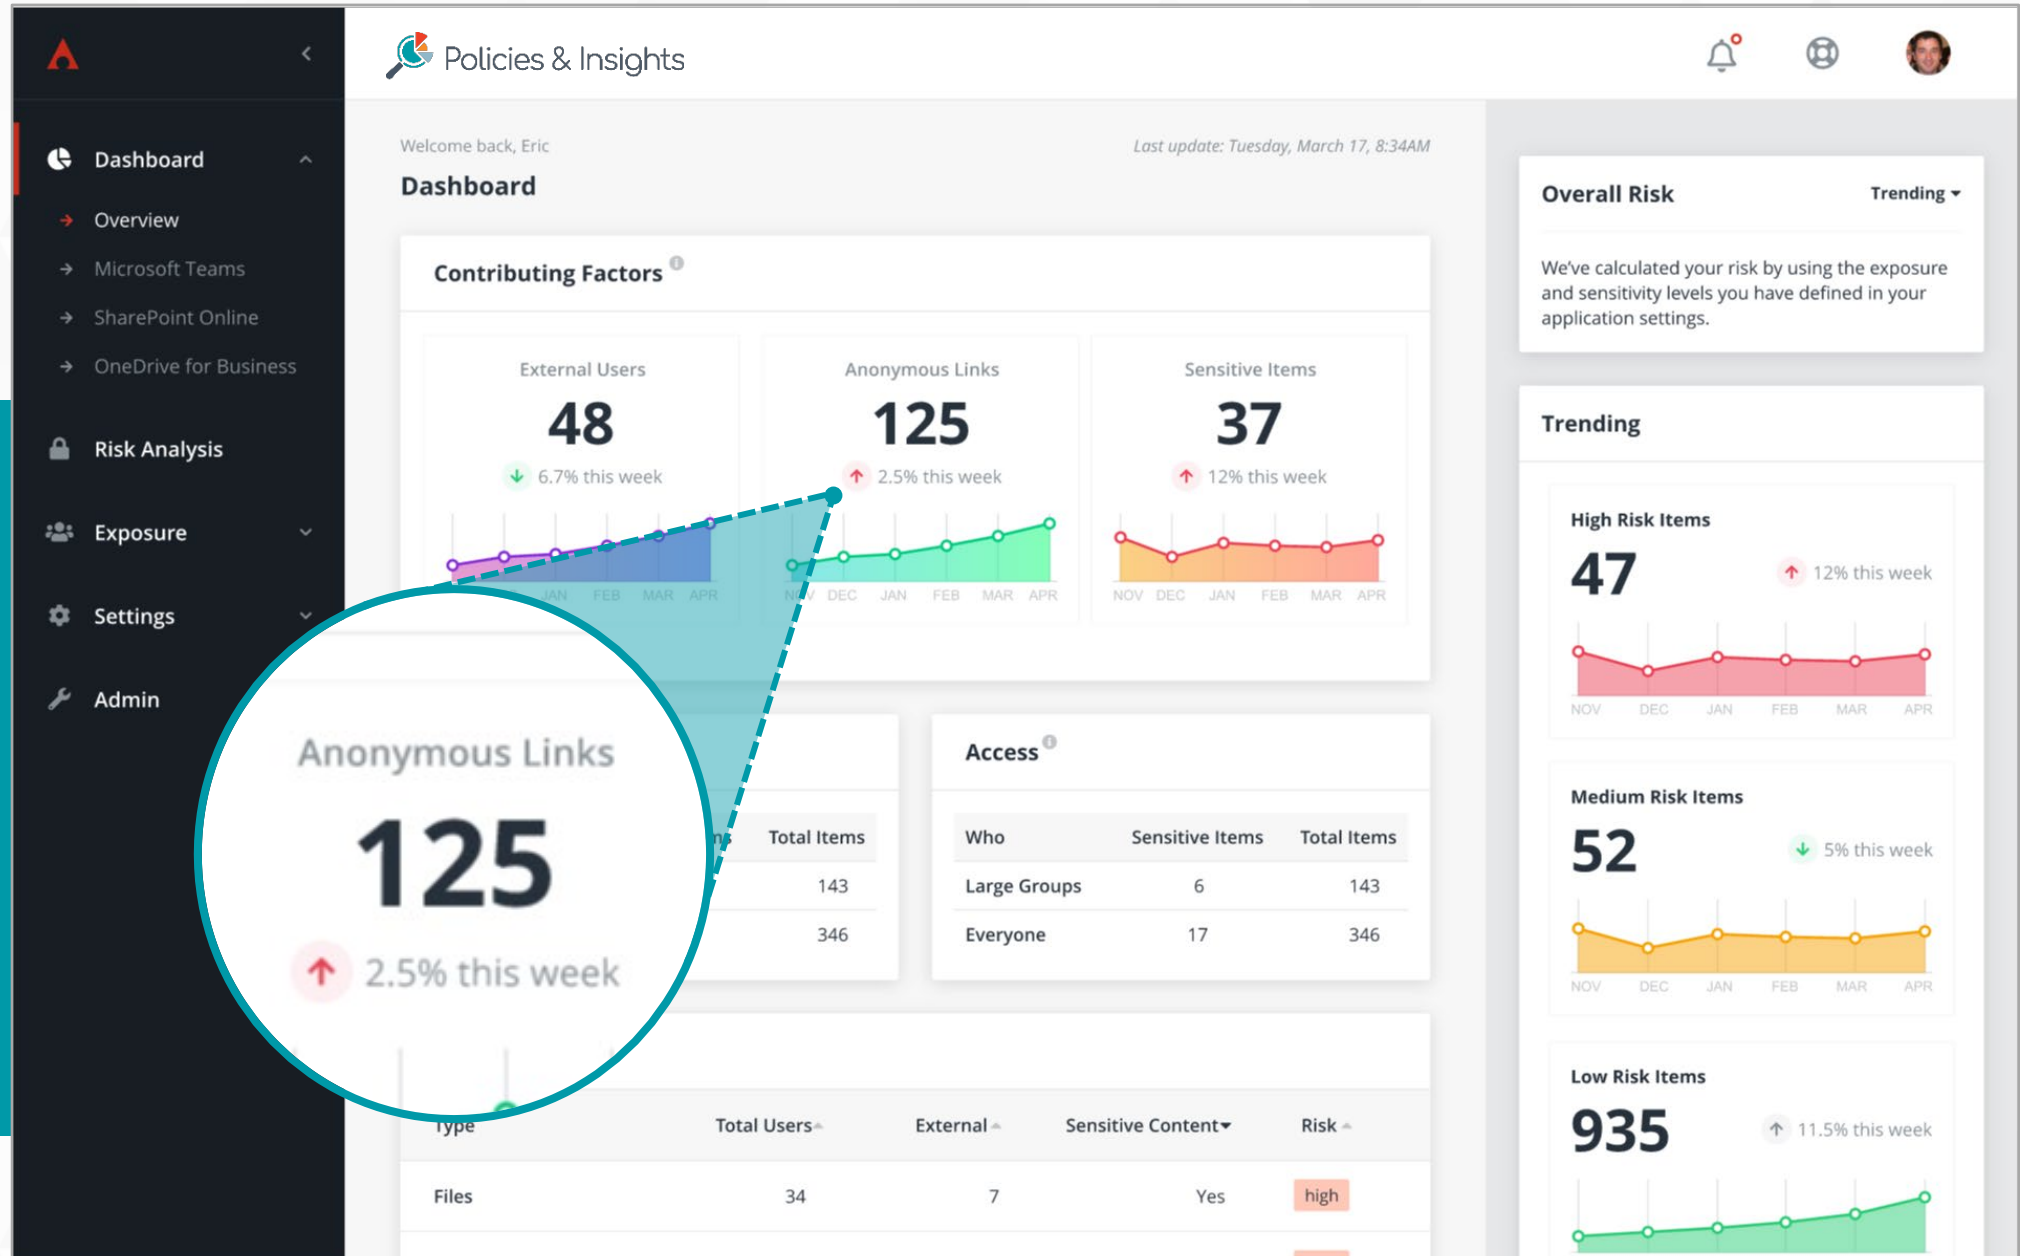 Policies & Insights
Dashboard
Overview
Microsoft Teams
SharePoint Online
OneDrive for Business
Risk Analysis
Exposure
Settings
Admin
Welcome back, Eric
Last update: Tuesday, March 17, 8:34AM
Dashboard
Contributing Factors
External Users
48
6.7% this week
JAN FEB MAR APR
Anonymous Links
125
2.5% this week
NOV DEC JAN FEB MAR APR
Sensitive Items
37
12% this week
NOV DEC JAN FEB MAR APR
Anonymous Links
125
2.5% this week
Total Items
143
346
Access
Who Sensitive Items Total Items
Large Groups 6 143
Everyone 17 346
Type Total Users External Sensitive Content Risk
Files 34 7 Yes high
Overall Risk
Trending
We've calculated your risk by using the exposure
and sensitivity levels you have defined in your
application settings.
Trending
High Risk Items
47
12% this week
NOV DEC JAN FEB MAR APR
Medium Risk Items
52
5% this week
NOV DEC JAN FEB MAR APR
Low Risk Items
935
11.5% this week